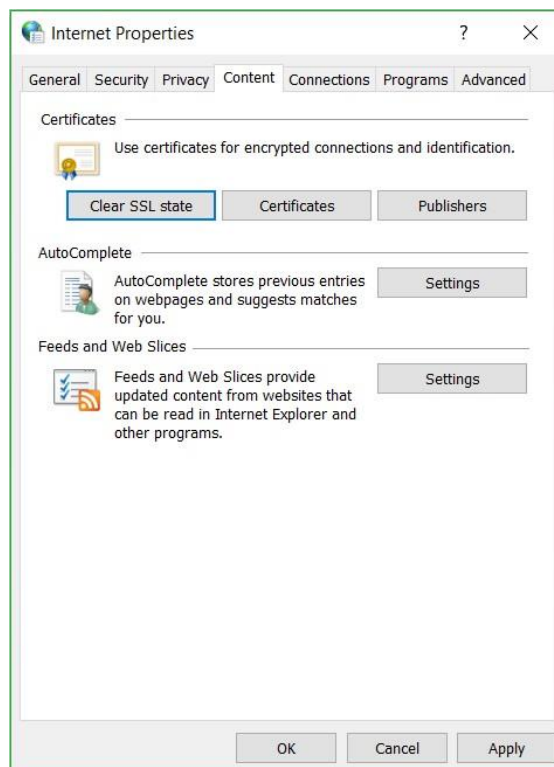 Internet Properties
?
General Security Privacy Content Connections Programs Advanced
Certificates
Use certificates for encrypted connections and identification.
Clear SSL state Certificates Publishers
AutoComplete
AutoComplete stores previous entries
on webpages and suggests matches
for you.
Settings
Feeds and Web Slices
Feeds and Web Slices provide
updated content from websites that
can be read in Internet Explorer and
other programs.
Settings
OK Cancel Apply